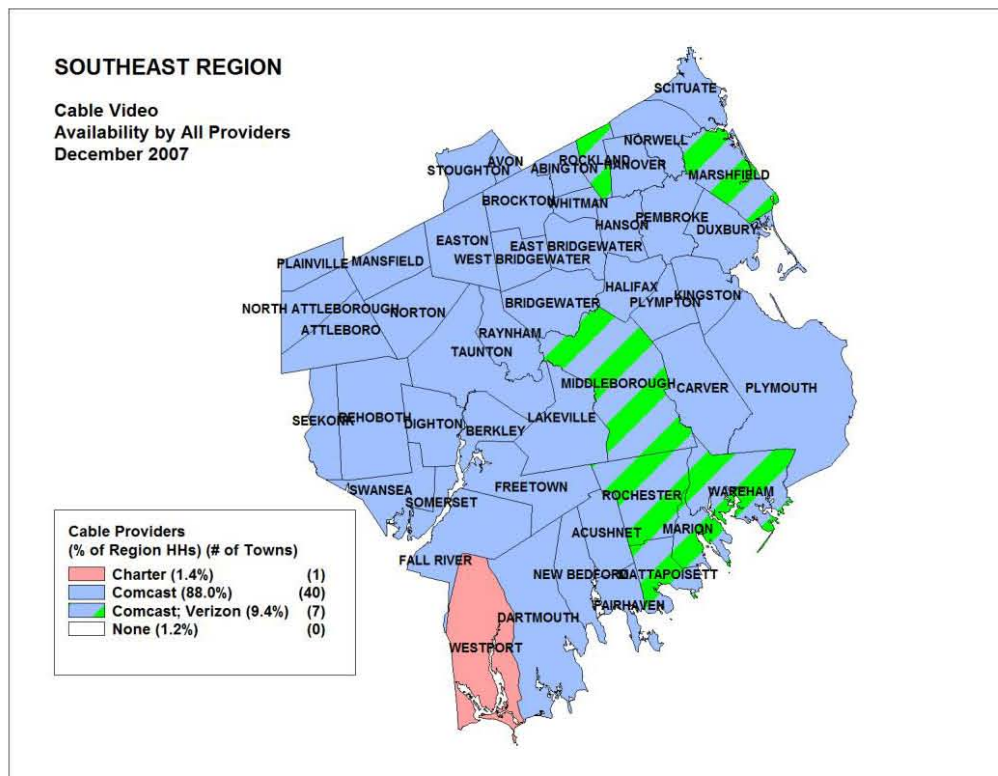 SOUTHEAST REGION
Cable Video
Availability by All Providers
December 2007
SCITUATE
NORWELL
ROCKLAND
HANOVER
AVON
STOUGHTON
ABINGTON
MARSHFIELD
BROCKTON
WHITMAN
HANSON
PEMBROKE
DUXBURY
EASTON
EAST BRIDGEWATER
WEST BRIDGEWATER
PLAINVILLE
MANSFIELD
HALIFAX
KINGSTON
PLYMPTON
BRIDGEWATER
NORTH ATTLEBOROUGH
NORTON
ATTLEBORO
RAYNHAM
TAUNTON
MIDDLEBOROUGH
CARVER
PLYMOUTH
SEEKONK
REHOBOTH
DIGHTON
BERKLEY
LAKEVILLE
SWANSEA
SOMERSET
FREETOWN
ROCHESTER
WAREHAM
ACUSHNET
MARION
FALL RIVER
NEW BEDFORD
MATTAPOISETT
FAIRHAVEN
DARTMOUTH
WESTPORT
Cable Providers
(% of Region HHs) (# of Towns)
Charter (1.4%) (1)
Comcast (88.0%) (40)
Comcast; Verizon (9.4%) (7)
None (1.2%) (0)